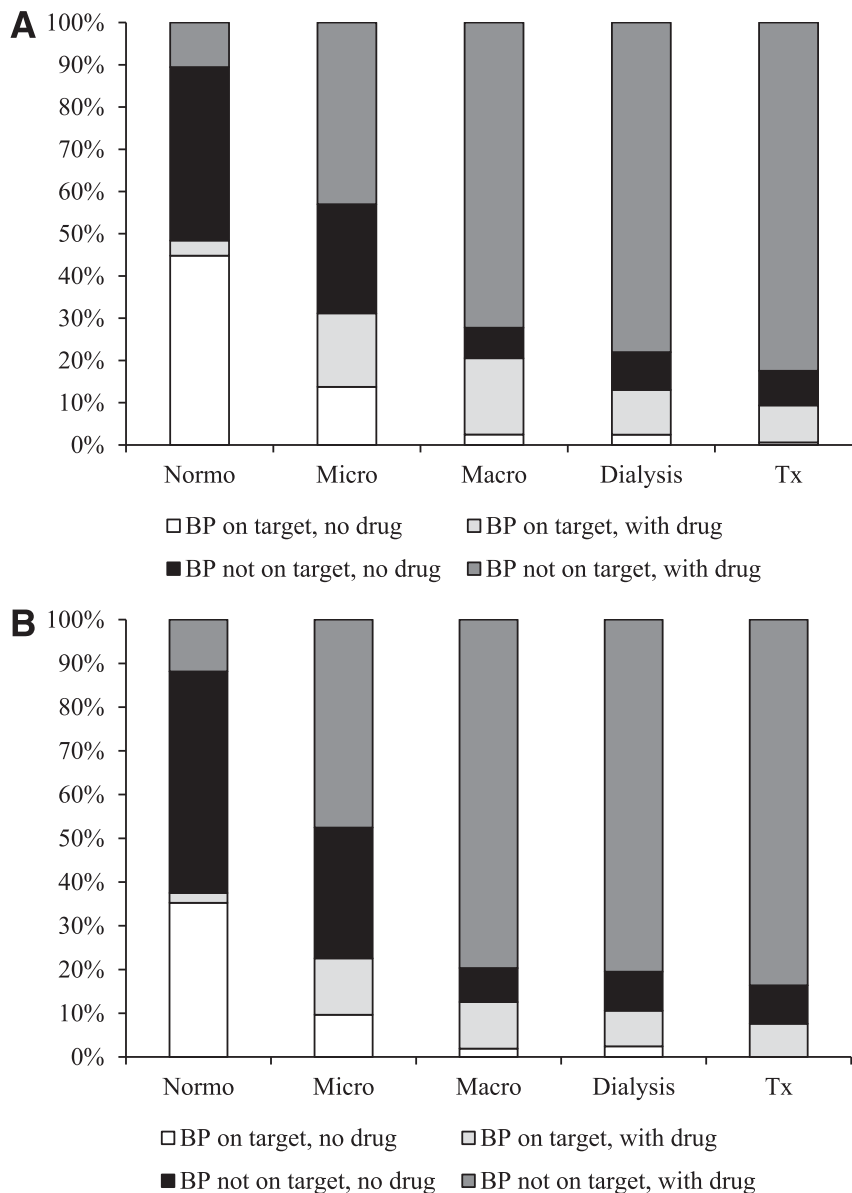 A
100%
90%
80%
70%
60%
50%
40%
30%
20%
10%
0%
Normo Micro Macro Dialysis Tx
BP on target, no drug BP on target, with drug
BP not on target, no drug BP not on target, with drug
B
100%
90%
80%
70%
60%
50%
40%
30%
20%
10%
0%
Normo Micro Macro Dialysis Tx
BP on target, no drug BP on target, with drug
BP not on target, no drug BP not on target, with drug